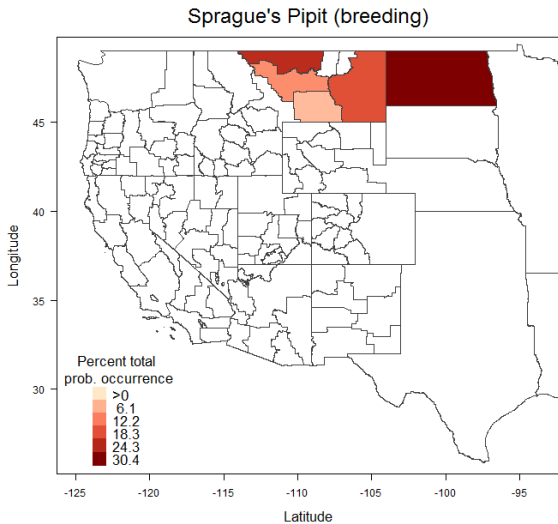 Sprague's Pipit (breeding)
Longitude
45
40
35
30
Percent total
prob. occurrence
>0
6.1
12.2
18.3
24.3
30.4
-125 -120 -115 -110 -105 -100 -95
Latitude